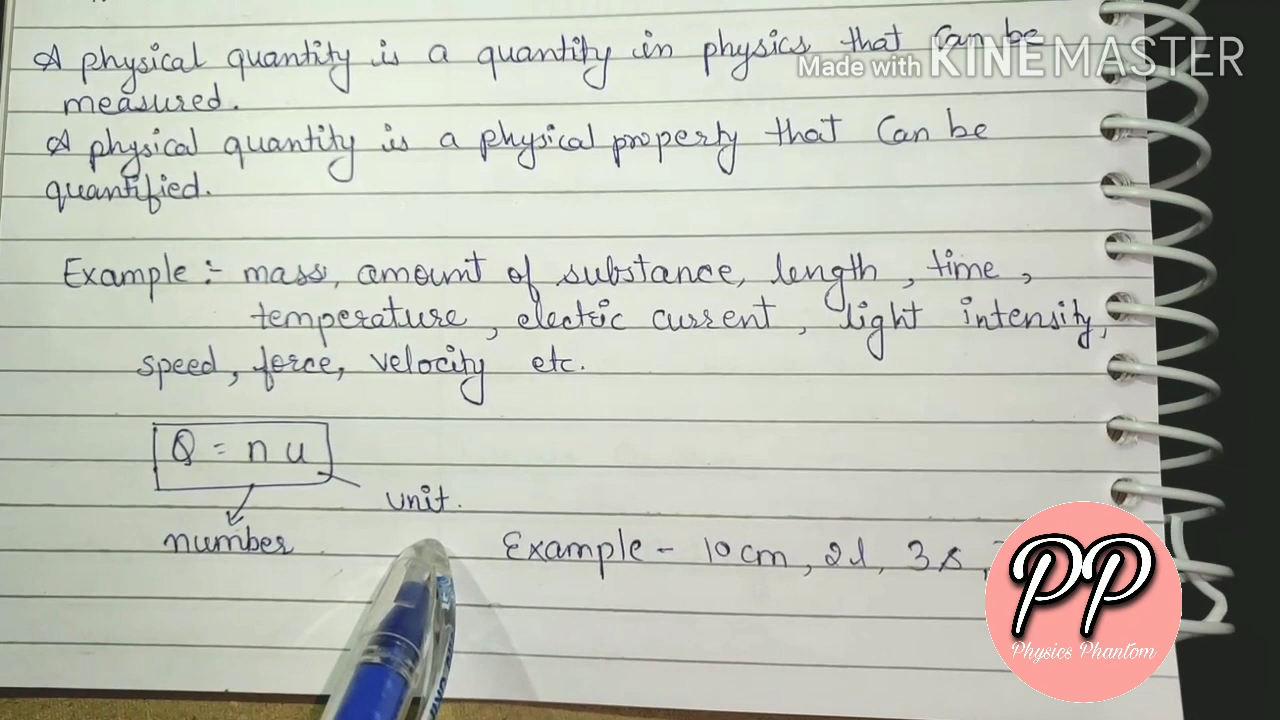 A physical quantity is a quantity in physics that can be
measured.
A physical quantity is a physical property that can be
quantified.
Example :- mass, amount of substance, length, time,
temperature, electric current, light intensity,
speed, force, velocity etc.
Q = n u
unit.
number
Example - 10 cm, 2l, 3s,
Made with KINEMASTER
PP
Physics Phantom